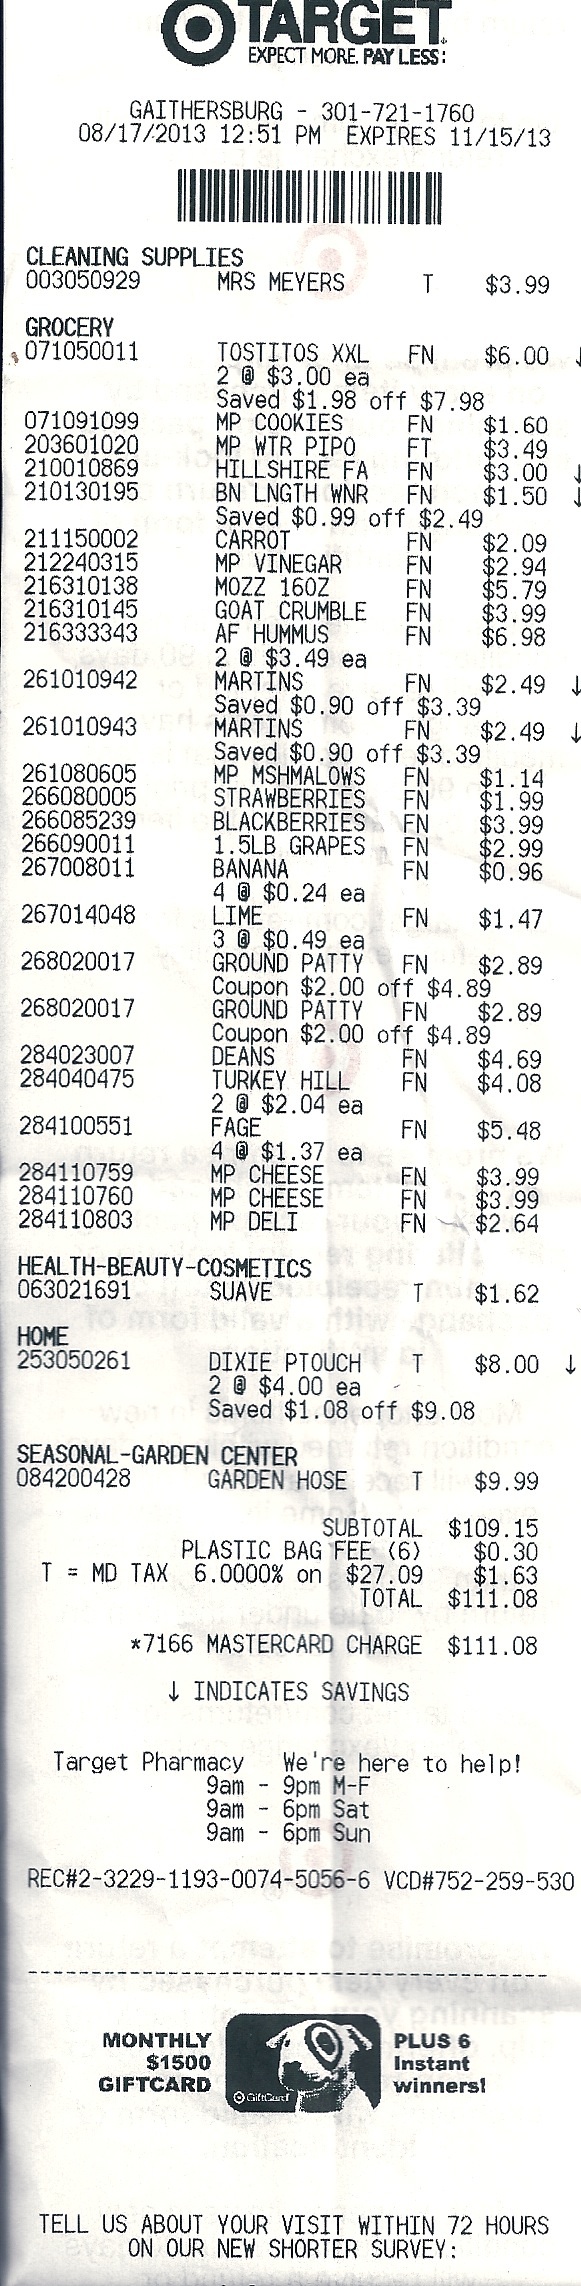 TARGET
EXPECT MORE. PAY LESS.
GAITHERSBURG - 301-721-1760
08/17/2013 12:51 PM EXPIRES 11/15/13
CLEANING SUPPLIES
003050929 MRS MEYERS T $3.99
GROCERY
071050011 TOSTITOS XXL FN $6.00 ↓
2 @ $3.00 ea
Saved $1.98 off $7.98
071091099 MP COOKIES FN $1.60
203601020 MP WTR PIPO FT $3.49
210010869 HILLSHIRE FA FN $3.00 ↓
210130195 BN LNGTH WNR FN $1.50 ↓
Saved $0.99 off $2.49
211150002 CARROT FN $2.09
212240315 MP VINEGAR FN $2.94
216310138 MOZZ 16OZ FN $5.79
216310145 GOAT CRUMBLE FN $3.99
216333343 AF HUMMUS FN $6.98
2 @ $3.49 ea
261010942 MARTINS FN $2.49 ↓
Saved $0.90 off $3.39
261010943 MARTINS FN $2.49 ↓
Saved $0.90 off $3.39
261080605 MP MSHMALOWS FN $1.14
266080005 STRAWBERRIES FN $1.99
266085239 BLACKBERRIES FN $3.99
266090011 1.5LB GRAPES FN $2.99
267008011 BANANA FN $0.96
4 @ $0.24 ea
267014048 LIME FN $1.47
3 @ $0.49 ea
268020017 GROUND PATTY FN $2.89
Coupon $2.00 off $4.89
268020017 GROUND PATTY FN $2.89
Coupon $2.00 off $4.89
284023007 DEANS FN $4.69
284040475 TURKEY HILL FN $4.08
2 @ $2.04 ea
284100551 FAGE FN $5.48
4 @ $1.37 ea
284110759 MP CHEESE FN $3.99
284110760 MP CHEESE FN $3.99
284110803 MP DELI FN $2.64
HEALTH-BEAUTY-COSMETICS
063021691 SUAVE T $1.62
HOME
253050261 DIXIE PTOUCH T $8.00 ↓
2 @ $4.00 ea
Saved $1.08 off $9.08
SEASONAL-GARDEN CENTER
084200428 GARDEN HOSE T $9.99
SUBTOTAL $109.15
PLASTIC BAG FEE (6) $0.30
T = MD TAX 6.0000% on $27.09 $1.63
TOTAL $111.08
*7166 MASTERCARD CHARGE $111.08
↓ INDICATES SAVINGS
Target Pharmacy We're here to help!
9am - 9pm M-F
9am - 6pm Sat
9am - 6pm Sun
REC#2-3229-1193-0074-5056-6 VCD#752-259-530
MONTHLY $1500 GIFTCARD
GiftCard
PLUS 6 Instant winners!
TELL US ABOUT YOUR VISIT WITHIN 72 HOURS
ON OUR NEW SHORTER SURVEY: